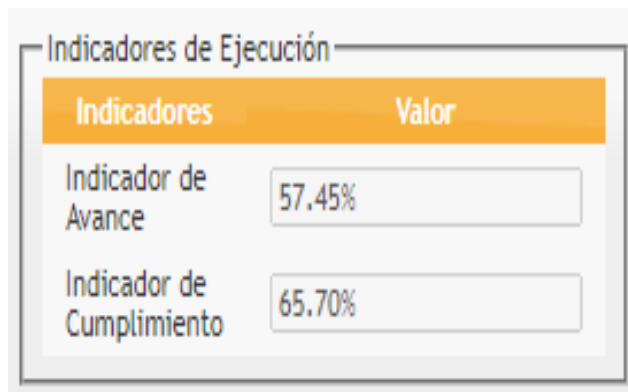 Indicadores de Ejecución
Indicadores Valor
Indicador de
Avance
57.45%
Indicador de
Cumplimiento
65.70%